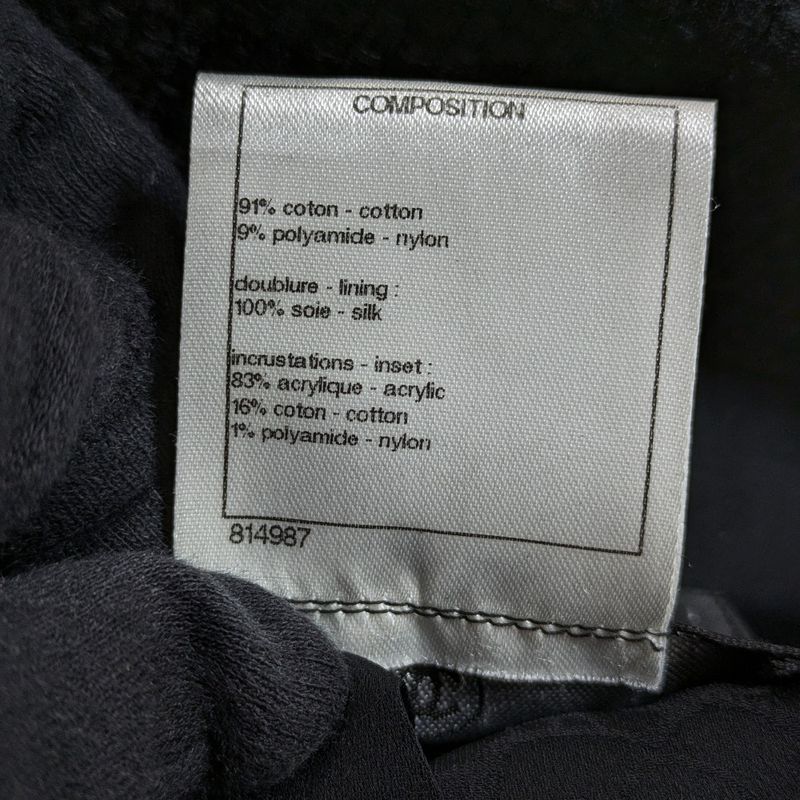 COMPOSITION
91% coton - cotton
9% polyamide - nylon
doublure - lining :
100% soie - silk
incrustations - inset :
83% acrylique - acrylic
16% coton - cotton
1% polyamide - nylon
814987